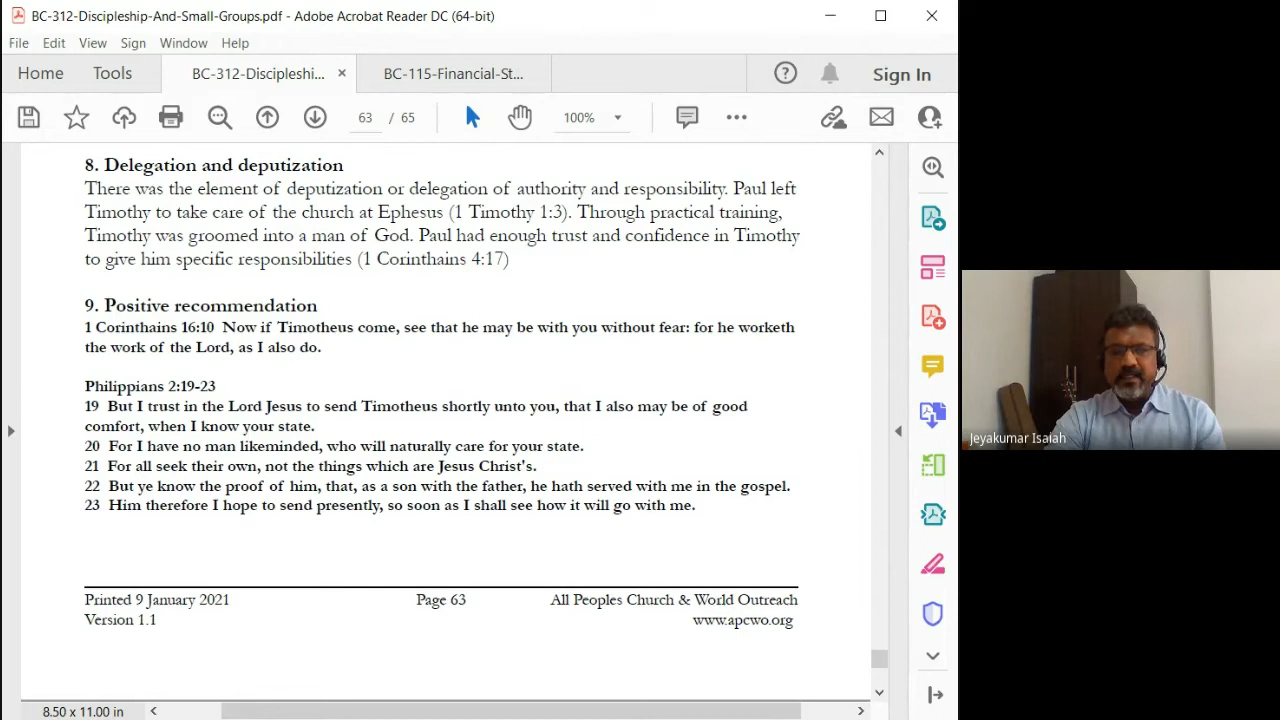 BC-312-Discipleship-And-Small-Groups.pdf - Adobe Acrobat Reader DC (64-bit)
File Edit View Sign Window Help
Home Tools BC-312-Discipleshi... × BC-115-Financial-St... Sign In
63 / 65 100%
8. Delegation and deputization
There was the element of deputization or delegation of authority and responsibility. Paul left
Timothy to take care of the church at Ephesus (1 Timothy 1:3). Through practical training,
Timothy was groomed into a man of God. Paul had enough trust and confidence in Timothy
to give him specific responsibilities (1 Corinthains 4:17)
9. Positive recommendation
1 Corinthains 16:10 Now if Timotheus come, see that he may be with you without fear: for he worketh
the work of the Lord, as I also do.
Philippians 2:19-23
19 But I trust in the Lord Jesus to send Timotheus shortly unto you, that I also may be of good
comfort, when I know your state.
20 For I have no man likeminded, who will naturally care for your state.
21 For all seek their own, not the things which are Jesus Christ's.
22 But ye know the proof of him, that, as a son with the father, he hath served with me in the gospel.
23 Him therefore I hope to send presently, so soon as I shall see how it will go with me.
Printed 9 January 2021 Page 63 All Peoples Church & World Outreach
Version 1.1 www.apcwo.org
8.50 x 11.00 in
Jeyakumar Isaiah